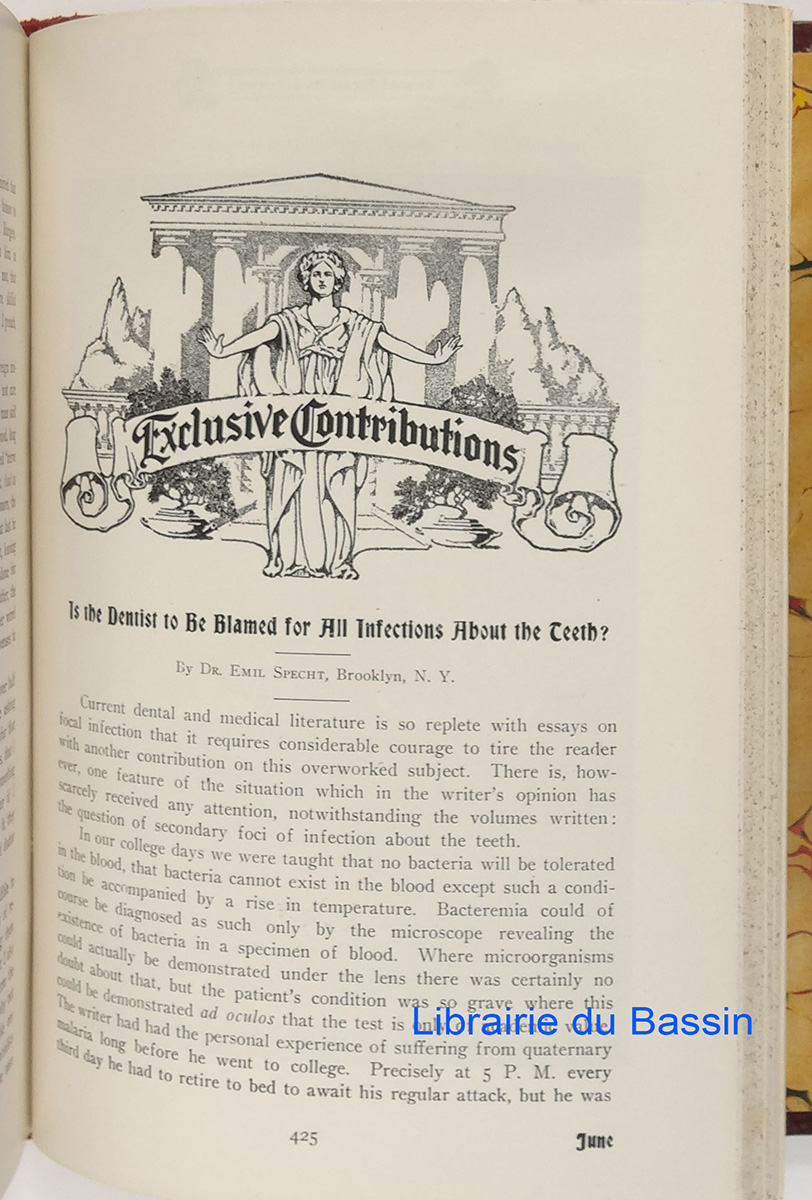 Exclusive Contributions
Is the Dentist to Be Blamed for All Infections About the Teeth?
By Dr. Emil Specht, Brooklyn, N. Y.
Current dental and medical literature is so replete with essays on
focal infection that it requires considerable courage to tire the reader
with another contribution on this overworked subject. There is, how-
ever, one feature of the situation which in the writer's opinion has
scarcely received any attention, notwithstanding the volumes written:
the question of secondary foci of infection about the teeth.
In our college days we were taught that no bacteria will be tolerated
in the blood, that bacteria cannot exist in the blood except such a condi-
tion be accompanied by a rise in temperature. Bacteremia could of
course be diagnosed as such only by the microscope revealing the
existence of bacteria in a specimen of blood. Where microorganisms
could actually be demonstrated under the lens there was certainly no
doubt about that, but the patient's condition was so grave where this
could be demonstrated ad oculos that the test is only of academic value.
The writer had had the personal experience of suffering from quaternary
malaria long before he went to college. Precisely at 5 P. M. every
third day he had to retire to bed to await his regular attack, but he was
425
June
Librairie du Bassin